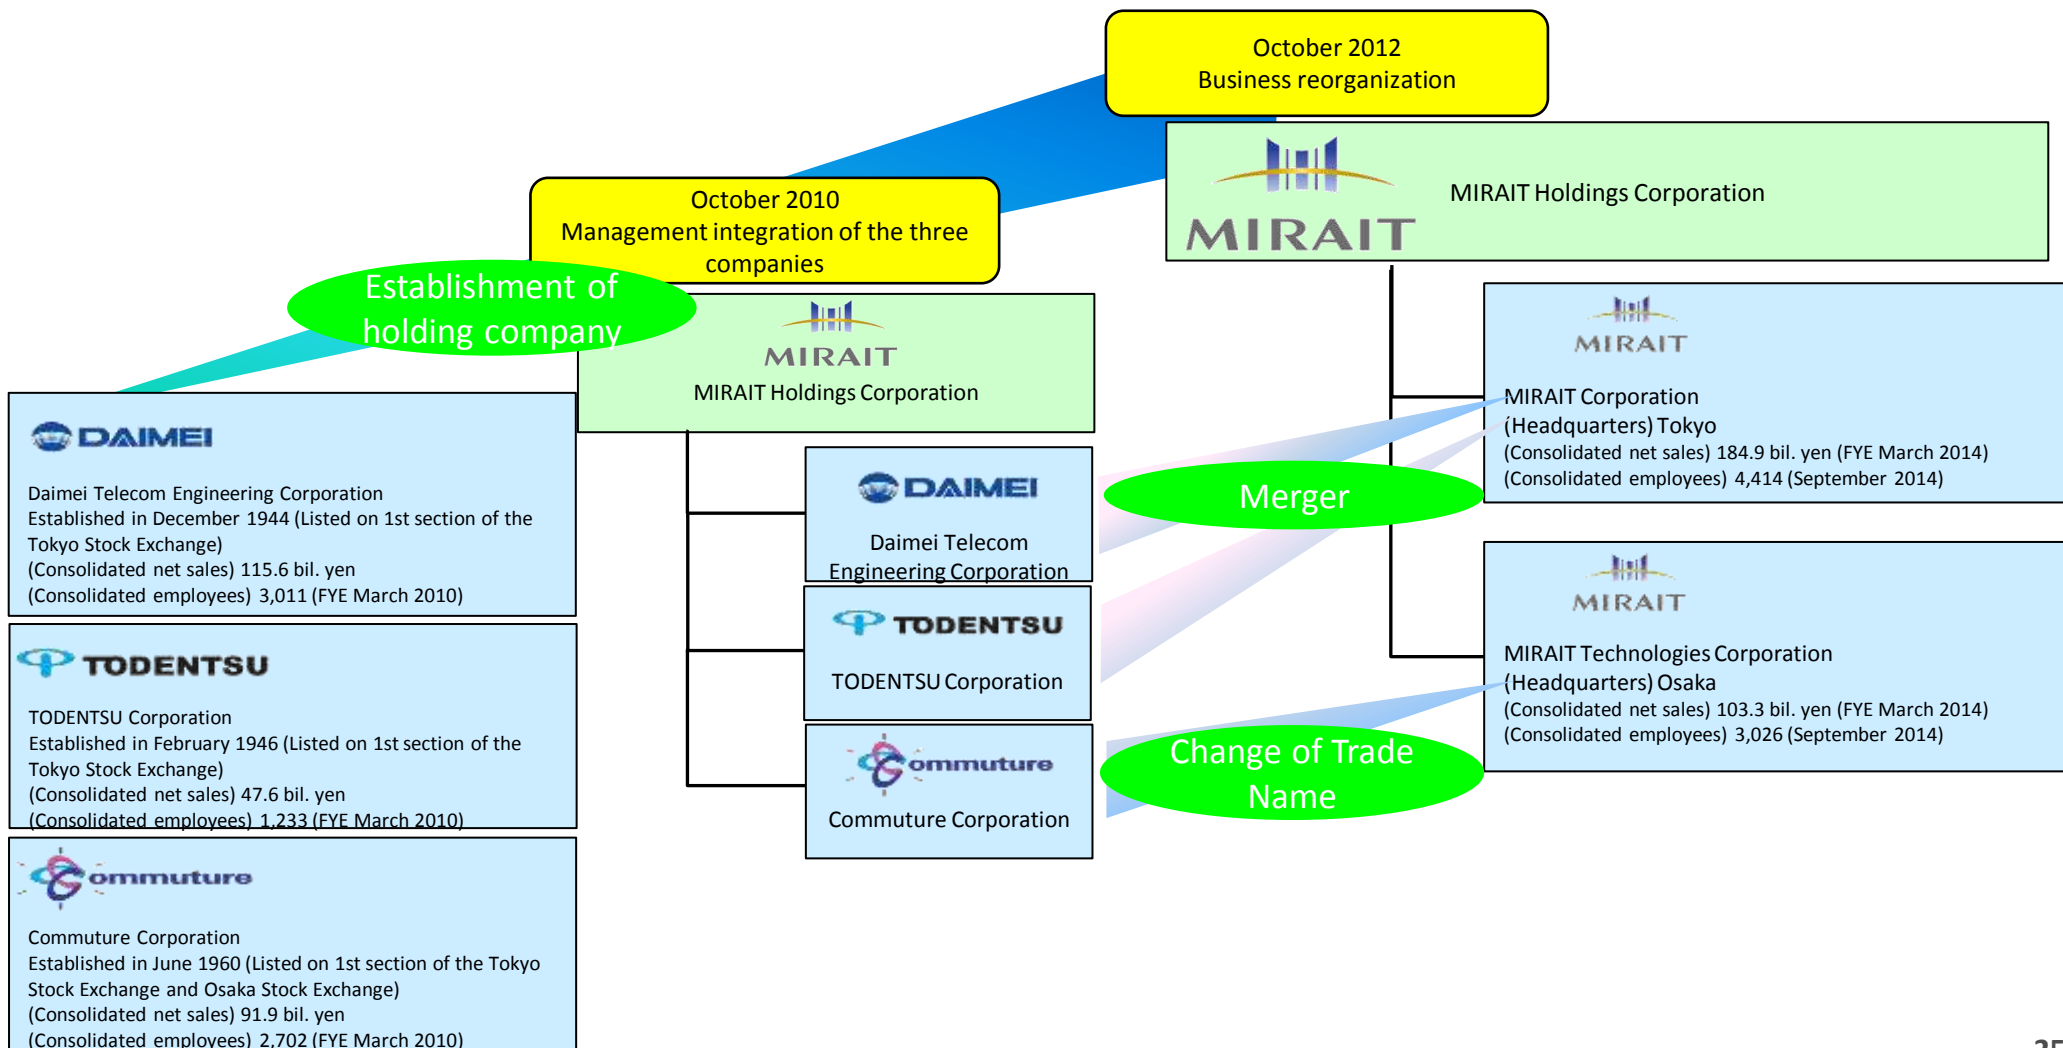 October 2012
Business reorganization
MIRAIT
MIRAIT Holdings Corporation
October 2010
Management integration of the three
companies
Establishment of
holding company
MIRAIT
MIRAIT Holdings Corporation
DAIMEI
Daimei Telecom Engineering Corporation
Established in December 1944 (Listed on 1st section of the
Tokyo Stock Exchange)
(Consolidated net sales) 115.6 bil. yen
(Consolidated employees) 3,011 (FYE March 2010)
TODENTSU
TODENTSU Corporation
Established in February 1946 (Listed on 1st section of the
Tokyo Stock Exchange)
(Consolidated net sales) 47.6 bil. yen
(Consolidated employees) 1,233 (FYE March 2010)
Commuture
Commuture Corporation
Established in June 1960 (Listed on 1st section of the Tokyo
Stock Exchange and Osaka Stock Exchange)
(Consolidated net sales) 91.9 bil. yen
(Consolidated employees) 2,702 (FYE March 2010)
DAIMEI
Daimei Telecom
Engineering Corporation
TODENTSU
TODENTSU Corporation
Commuture
Commuture Corporation
Merger
Change of Trade
Name
MIRAIT
MIRAIT Corporation
(Headquarters) Tokyo
(Consolidated net sales) 184.9 bil. yen (FYE March 2014)
(Consolidated employees) 4,414 (September 2014)
MIRAIT
MIRAIT Technologies Corporation
(Headquarters) Osaka
(Consolidated net sales) 103.3 bil. yen (FYE March 2014)
(Consolidated employees) 3,026 (September 2014)